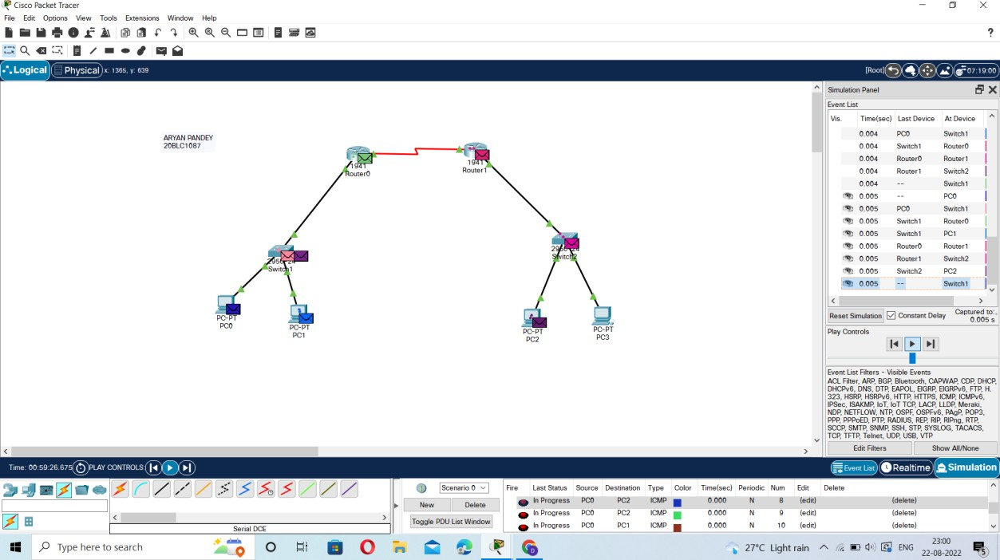 Cisco Packet Tracer
File Edit Options View Tools Extensions Window Help
?
Logical Physical x: 1365, y: 639 [Root] 07:19:00
ARYAN PANDEY
20BLC1087
1941
Router0
1941
Router1
2950-24
Switch1
2950-24
Switch2
PC-PT
PC0
PC-PT
PC1
PC-PT
PC2
PC-PT
PC3
Simulation Panel
Event List
Vis. Time(sec) Last Device At Device
0.004 PC0 Switch1
0.004 Switch1 Router0
0.004 Router0 Router1
0.004 Router1 Switch2
0.004 -- Switch1
0.005 -- PC0
0.005 PC0 Switch1
0.005 Switch1 Router0
0.005 Switch1 PC1
0.005 Router0 Router1
0.005 Router1 Switch2
0.005 Switch2 PC2
0.005 -- Switch1
Reset Simulation Constant Delay Captured to:
0.005 s
Play Controls
Event List Filters - Visible Events
ACL Filter, ARP, BGP, Bluetooth, CAPWAP, CDP, DHCP,
DHCPv6, DNS, DTP, EAPOL, EIGRP, EIGRPv6, FTP, H.
323, HSRP, HSRPv6, HTTP, HTTPS, ICMP, ICMPv6,
IPSec, ISAKMP, IoT, IoT TCP, LACP, LLDP, Meraki,
NDP, NETFLOW, NTP, OSPF, OSPFv6, PAgP, POP3,
PPP, PPPoED, PTP, RADIUS, REP, RIP, RIPng, RTP,
SCCP, SMTP, SNMP, SSH, STP, SYSLOG, TACACS,
TCP, TFTP, Telnet, UDP, USB, VTP
Edit Filters Show All/None
Time: 00:59:26.675 PLAY CONTROLS: Event List Realtime Simulation
Scenario 0
New Delete
Toggle PDU List Window
Serial DCE
Fire Last Status Source Destination Type Color Time(sec) Periodic Num Edit Delete
In Progress PC0 PC2 ICMP 0.000 N 8 (edit) (delete)
In Progress PC0 PC2 ICMP 0.000 N 9 (edit) (delete)
In Progress PC0 PC1 ICMP 0.000 N 10 (edit) (delete)
Type here to search
27°C Light rain ENG 23:00
22-08-2022
5